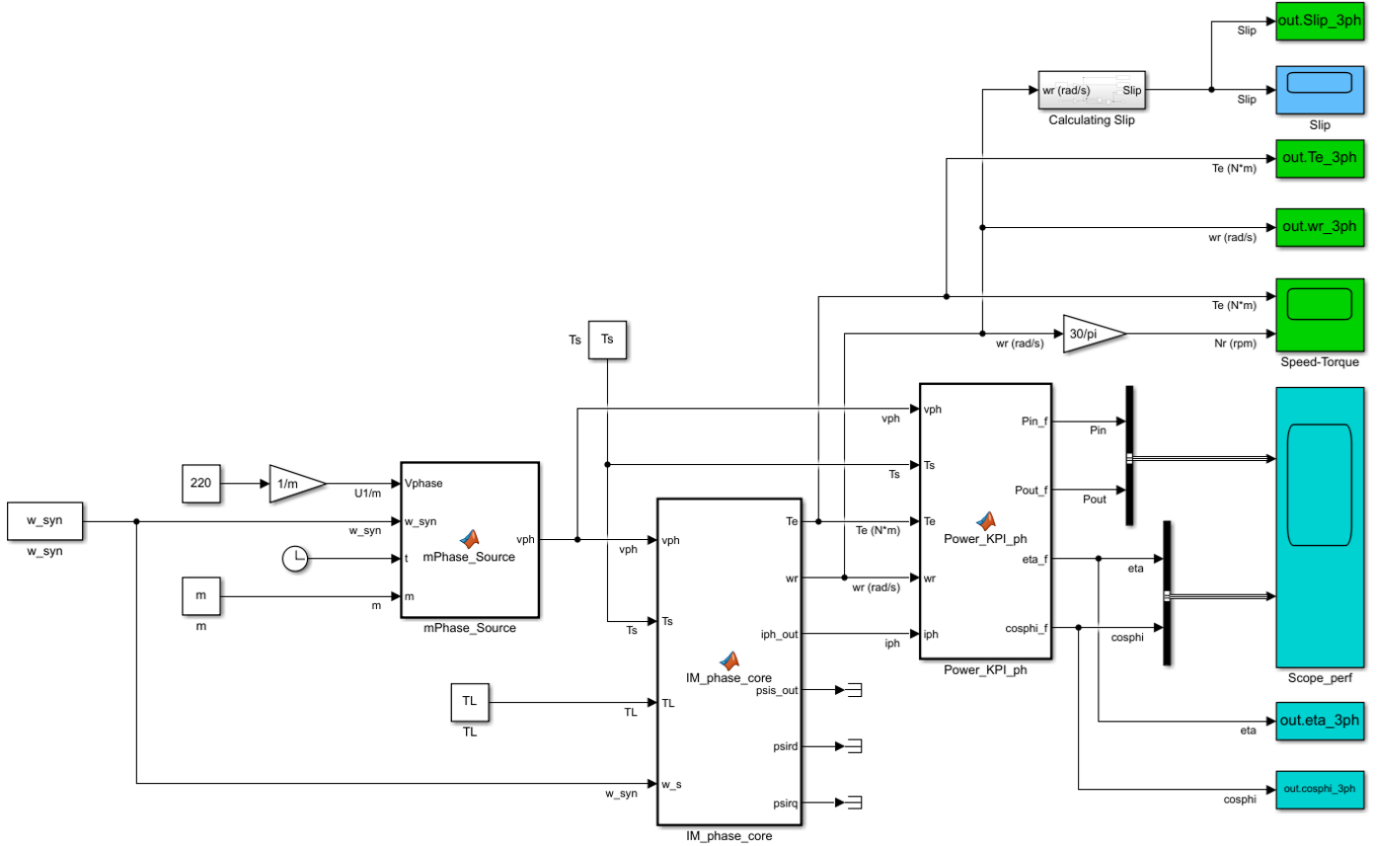 out.Slip_3ph
Slip
wr (rad/s)
Slip
Calculating Slip
Slip
Slip
out.Te_3ph
Te (N*m)
out.wr_3ph
wr (rad/s)
Te (N*m)
Ts
Ts
wr (rad/s)
30/pi
Nr (rpm)
Speed-Torque
vph
vph
Pin_f
Pin
Ts
Ts
220
1/m
U1/m
Vphase
Pout_f
Pout
w_syn
w_syn
w_syn
w_syn
vph
mPhase_Source
t
m
m
m
m
mPhase_Source
vph
vph
Te
Te (N*m)
Te
Power_KPI_ph
wr
wr (rad/s)
wr
eta_f
eta
Ts
Ts
iph_out
iph
iph
cosphi_f
cosphi
Power_KPI_ph
Scope_perf
IM_phase_core
psis_out
TL
TL
TL
TL
out.eta_3ph
eta
psird
w_syn
w_s
psirq
out.cosphi_3ph
cosphi
IM_phase_core